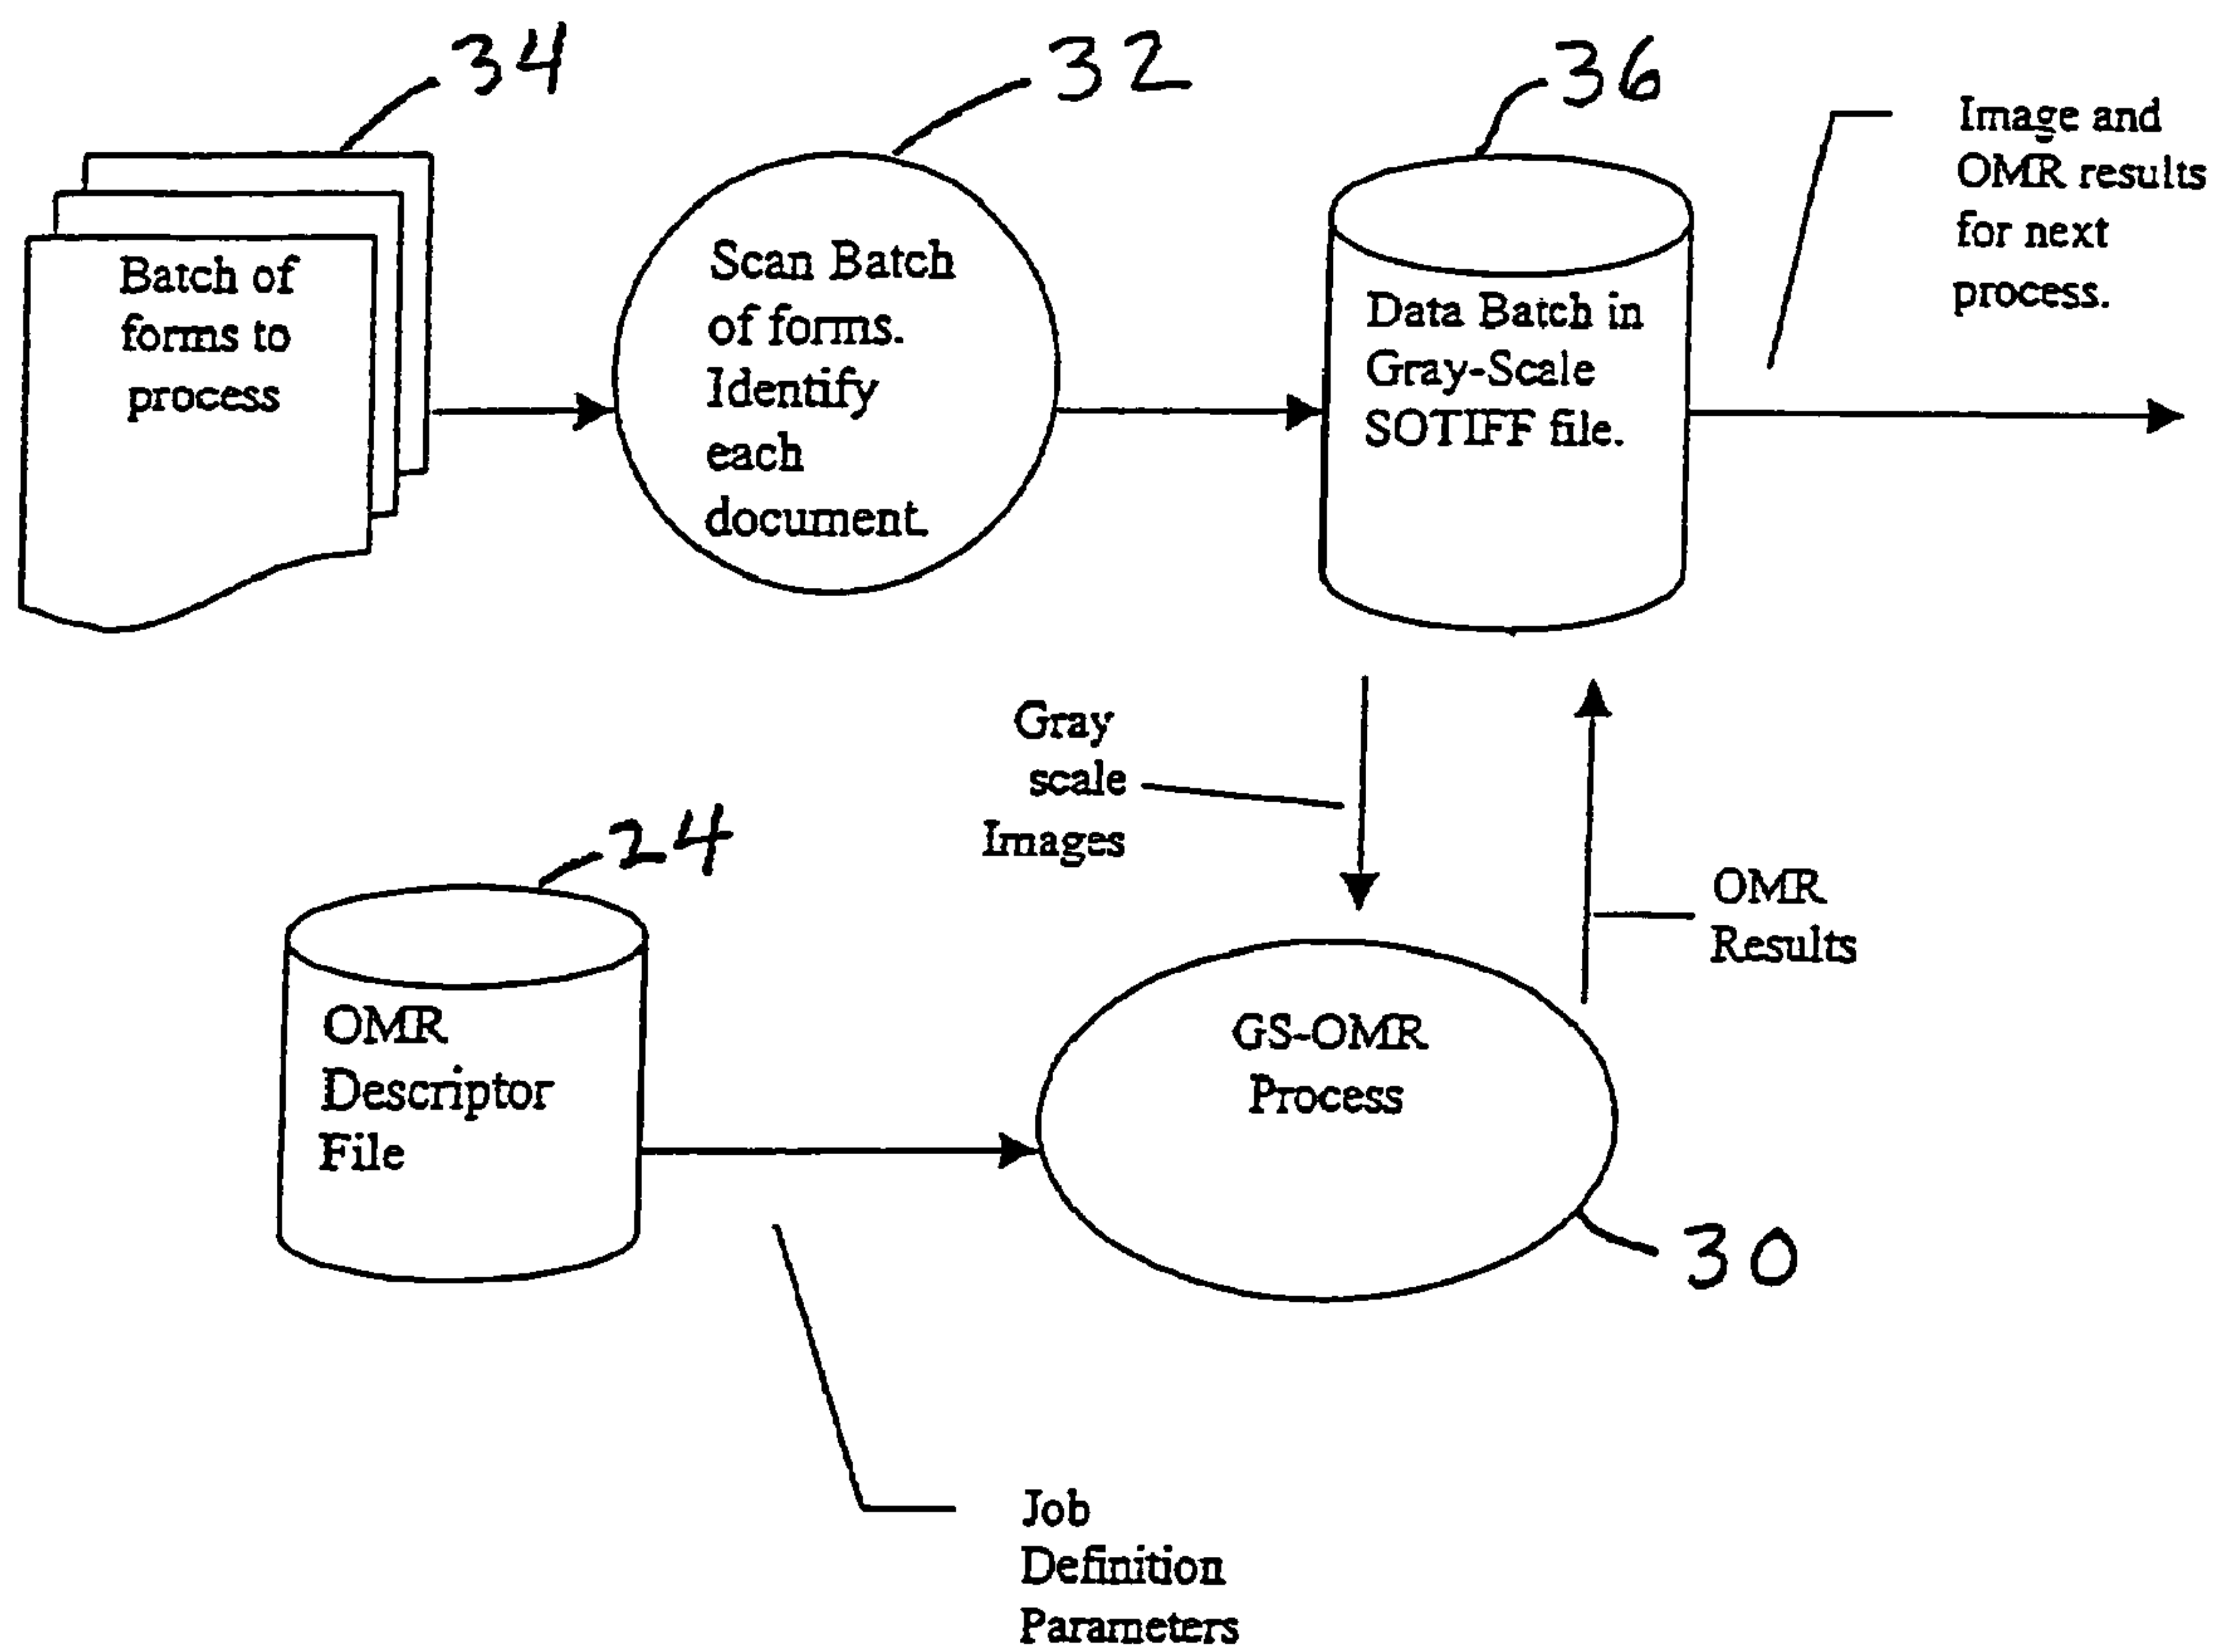 34
32
36
Image and
OMR results
for next
process.
Batch of
forms to
process
Scan Batch
of forms.
Identify
each
document.
Data Batch in
Gray-Scale
SOTIFF file.
Gray
scale
Images
24
OMR
Results
OMR
Descriptor
File
GS-OMR
Process
30
Job
Definition
Parameters